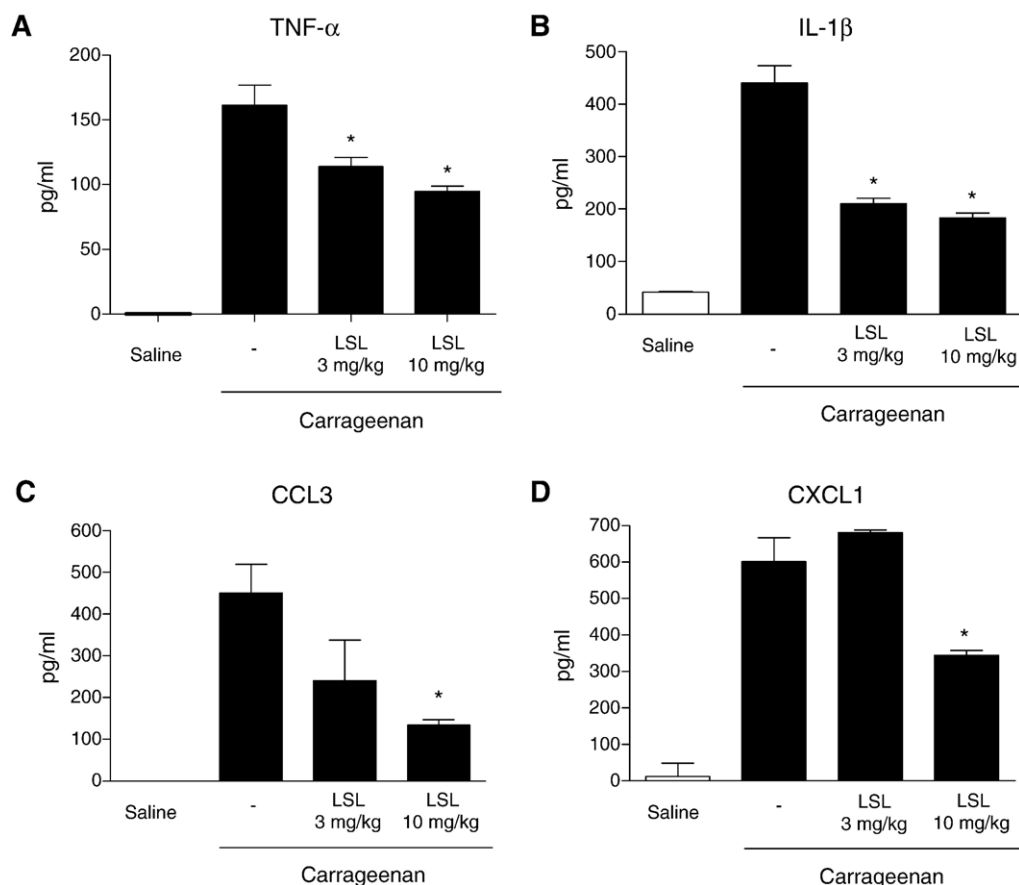 A
TNF-α
200
150
100
50
0
pg/ml
Saline
-
LSL
3 mg/kg
LSL
10 mg/kg
Carrageenan
*
*
B
IL-1β
500
400
300
200
100
0
pg/ml
Saline
-
LSL
3 mg/kg
LSL
10 mg/kg
Carrageenan
*
*
C
CCL3
600
500
400
300
200
100
0
pg/ml
Saline
-
LSL
3 mg/kg
LSL
10 mg/kg
Carrageenan
*
D
CXCL1
700
600
500
400
300
200
100
0
pg/ml
Saline
-
LSL
3 mg/kg
LSL
10 mg/kg
Carrageenan
*